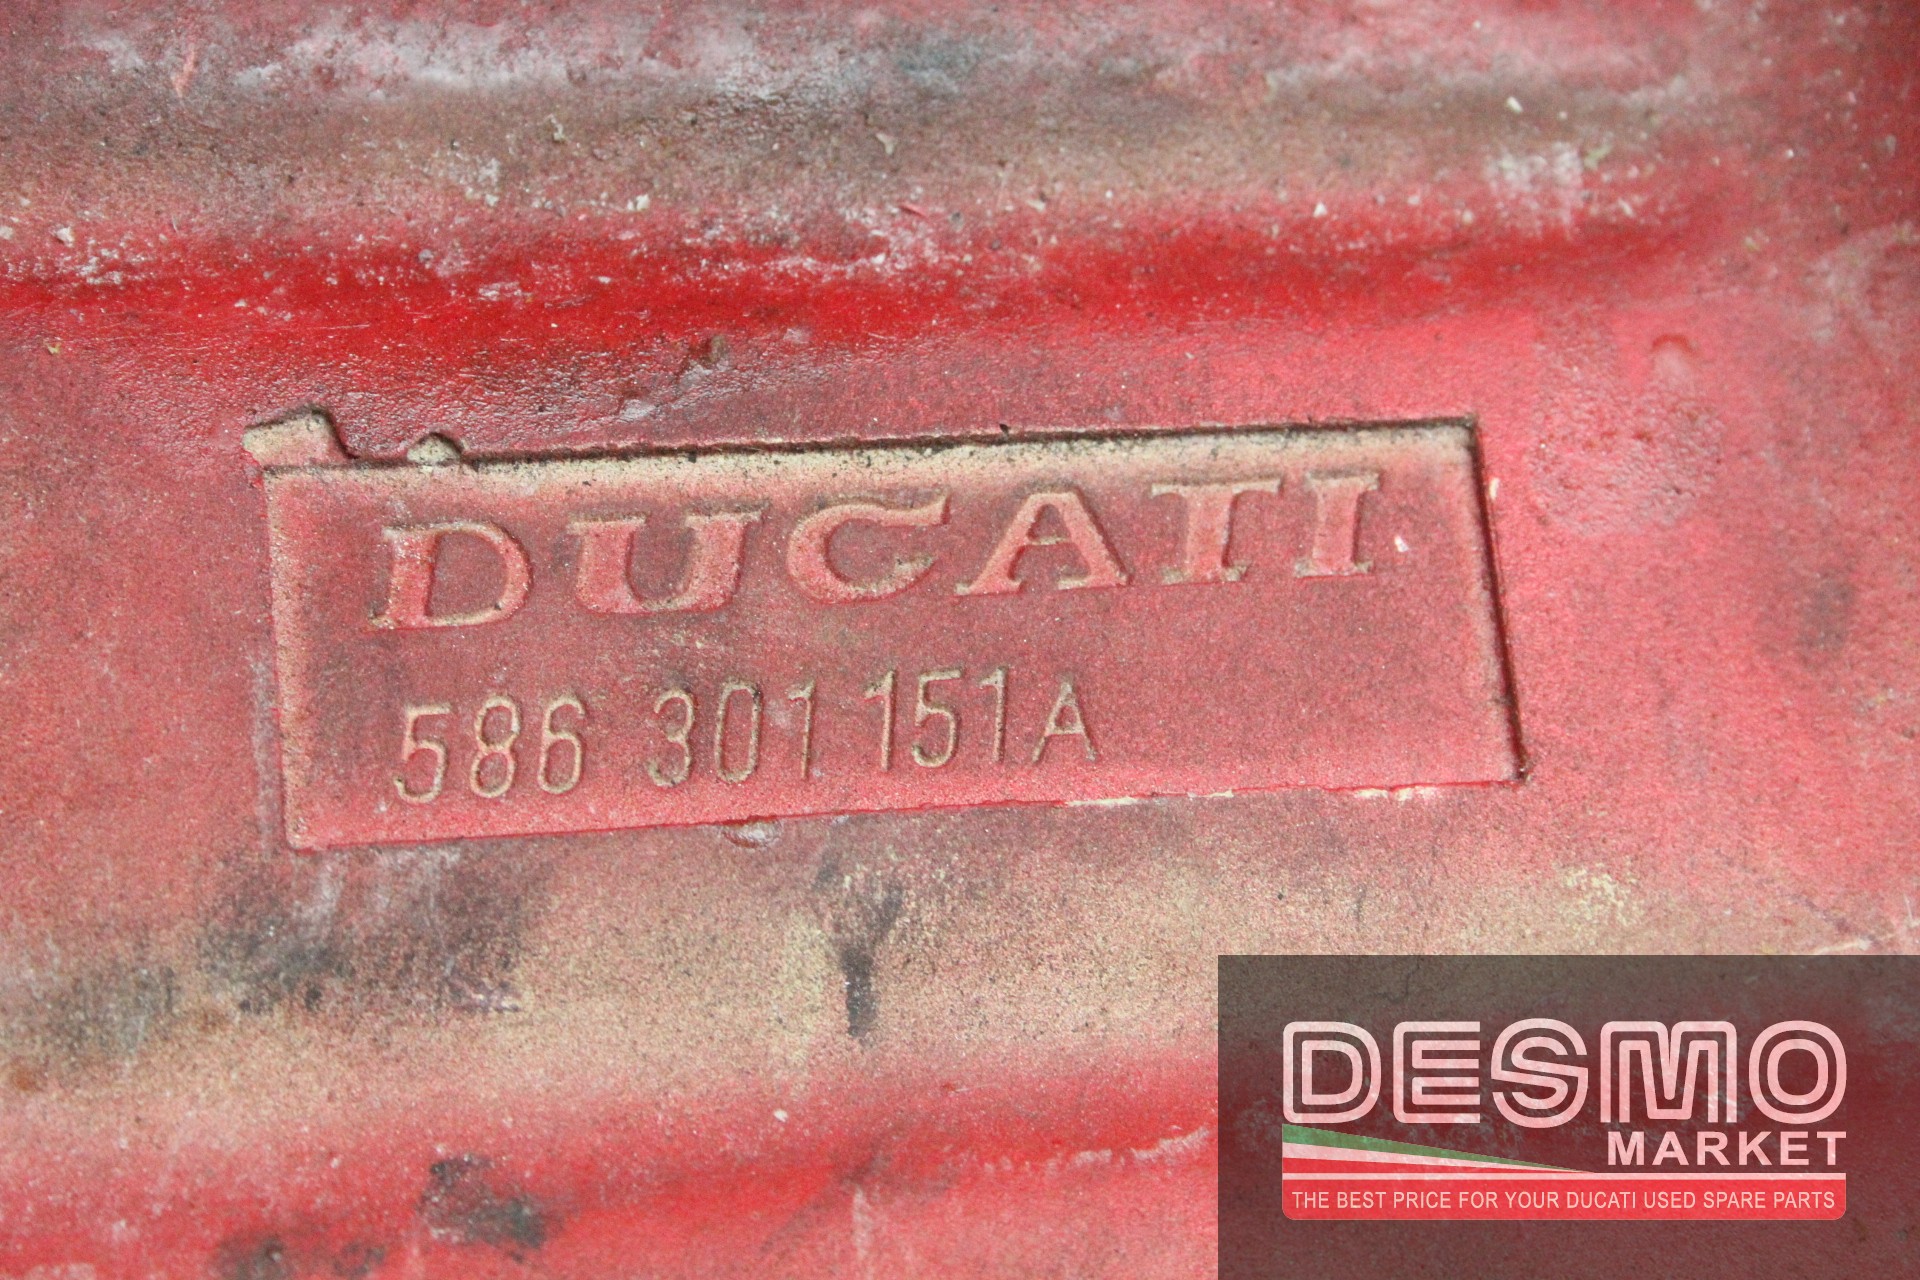 DUCATI
586 301 151A
DESMO
MARKET
THE BEST PRICE FOR YOUR DUCATI USED SPARE PARTS